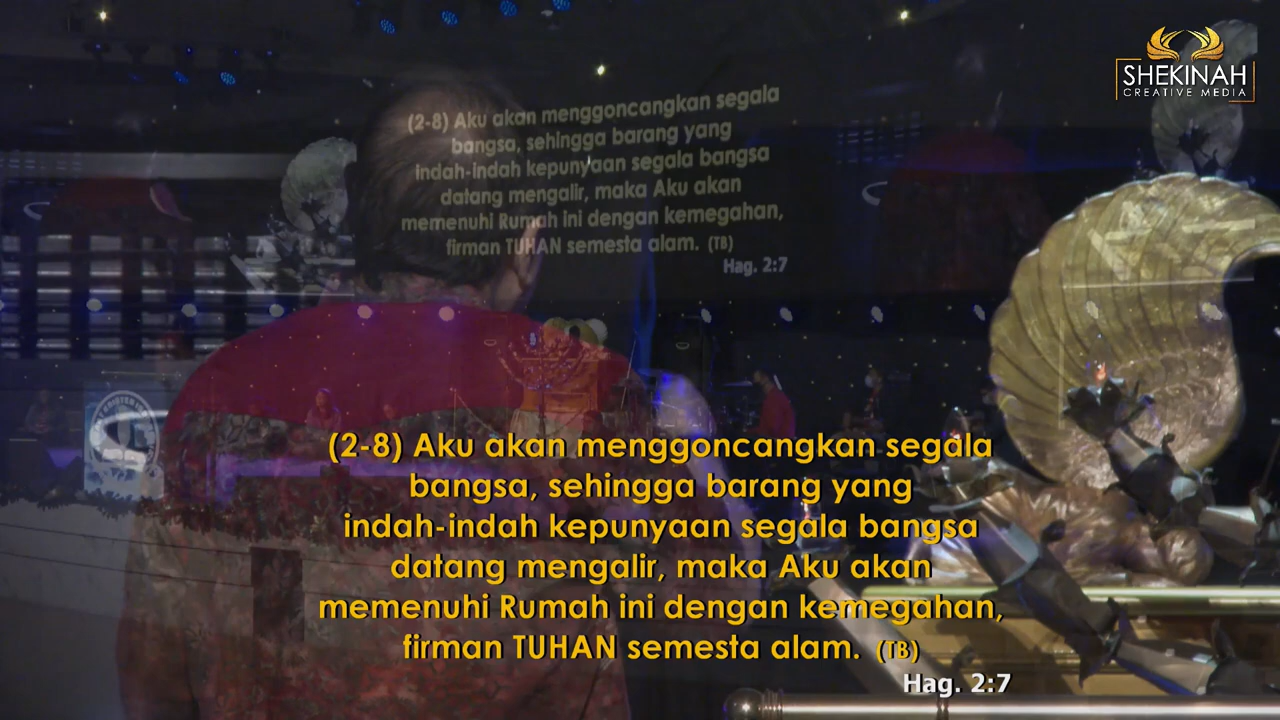 SHEKINAH
CREATIVE MEDIA
(2-8) Aku akan menggoncangkan segala
bangsa, sehingga barang yang
indah-indah kepunyaan segala bangsa
datang mengalir, maka Aku akan
memenuhi Rumah ini dengan kemegahan,
firman TUHAN semesta alam. (TB)
Hag. 2:7
(2-8) Aku akan menggoncangkan segala
bangsa, sehingga barang yang
indah-indah kepunyaan segala bangsa
datang mengalir, maka Aku akan
memenuhi Rumah ini dengan kemegahan,
firman TUHAN semesta alam. (TB)
Hag. 2:7